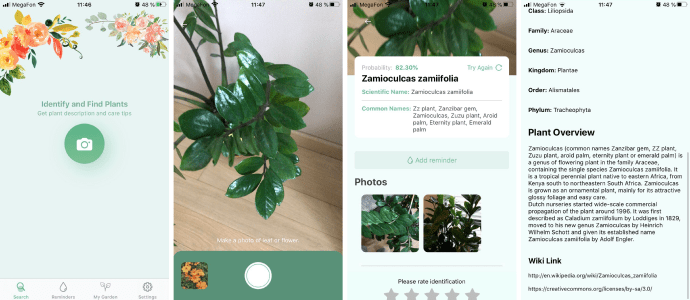 MegaFon 11:46 48 %
Identify and Find Plants
Get plant description and care tips
Search Reminders My Garden Settings
MegaFon 11:47 48 %
Make a photo of leaf or flower
MegaFon 11:47 48 %
Probability: 82.30% Try Again
Zamioculcas zamiifolia
Scientific Name: Zamioculcas zamiifolia
Common Names: Zz plant, Zanzibar gem,
Zamioculcas, Zuzu plant, Aroid
palm, Eternity plant, Emerald
palm
Add reminder
Photos
Please rate identification
MegaFon 11:47 48 %
Class: Liliopsida
Family: Araceae
Genus: Zamioculcas
Kingdom: Plantae
Order: Alismatales
Phylum: Tracheophyta
Plant Overview
Zamioculcas (common names Zanzibar gem, ZZ plant,
Zuzu plant, aroid palm, eternity plant or emerald palm) is
a genus of flowering plant in the family Araceae,
containing the single species Zamioculcas zamiifolia. It
is a tropical perennial plant native to eastern Africa, from
Kenya south to northeastern South Africa. Zamioculcas
is grown as an ornamental plant, mainly for its attractive
glossy foliage and easy care.
Dutch nurseries started wide-scale commercial
propagation of the plant around 1996. It was first
described as Caladium zamiifolium by Loddiges in 1829,
moved to his new genus Zamioculcas by Heinrich
Wilhelm Schott and given its established name
Zamioculcas zamiifolia by Adolf Engler.
Wiki Link
http://en.wikipedia.org/wiki/Zamioculcas_zamiifolia
https://creativecommons.org/licenses/by-sa/3.0/